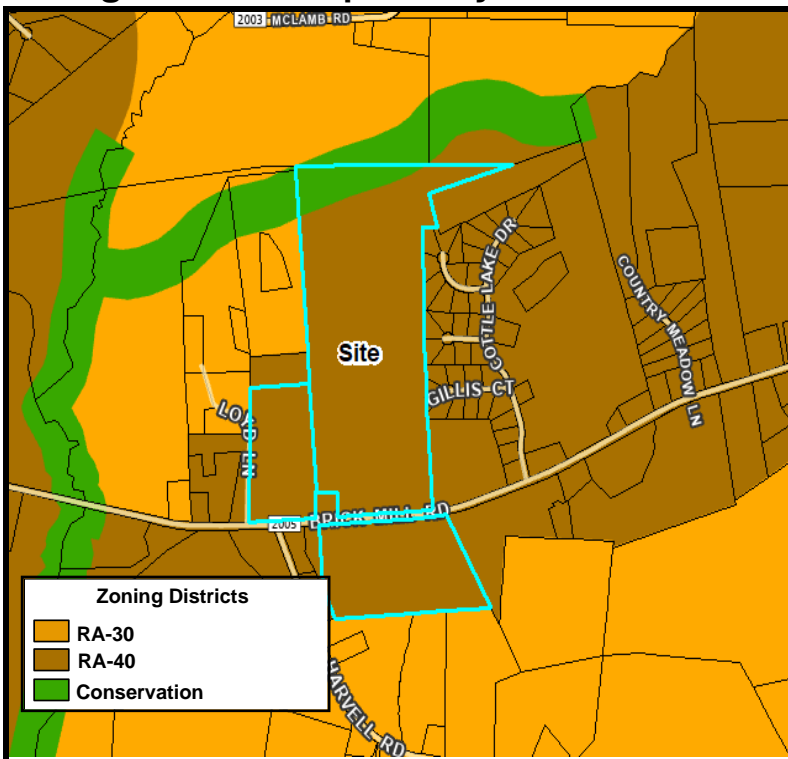 2003 MCLAMB RD
COTTLE LAKE DR
COUNTRY MEADOW LN
Site
GILLIS CT
LOAD LN
2005 BRICK MILL RD
HARVELL RD
Zoning Districts
RA-30
RA-40
Conservation